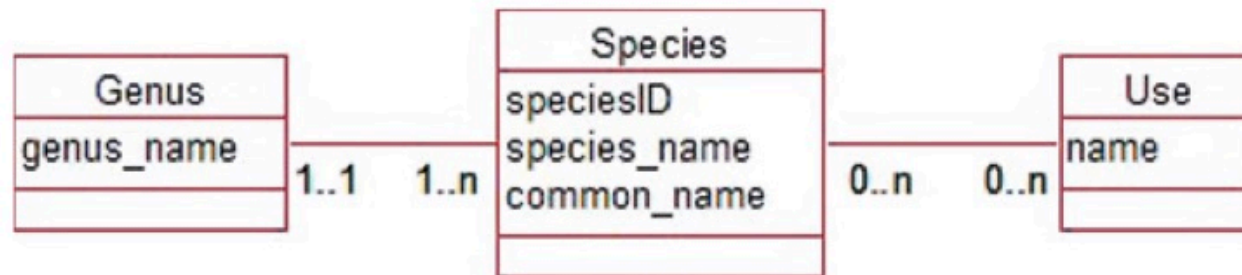 Genus
genus_name
1..1
1..n
Species
speciesID
species_name
common_name
0..n
0..n
Use
name